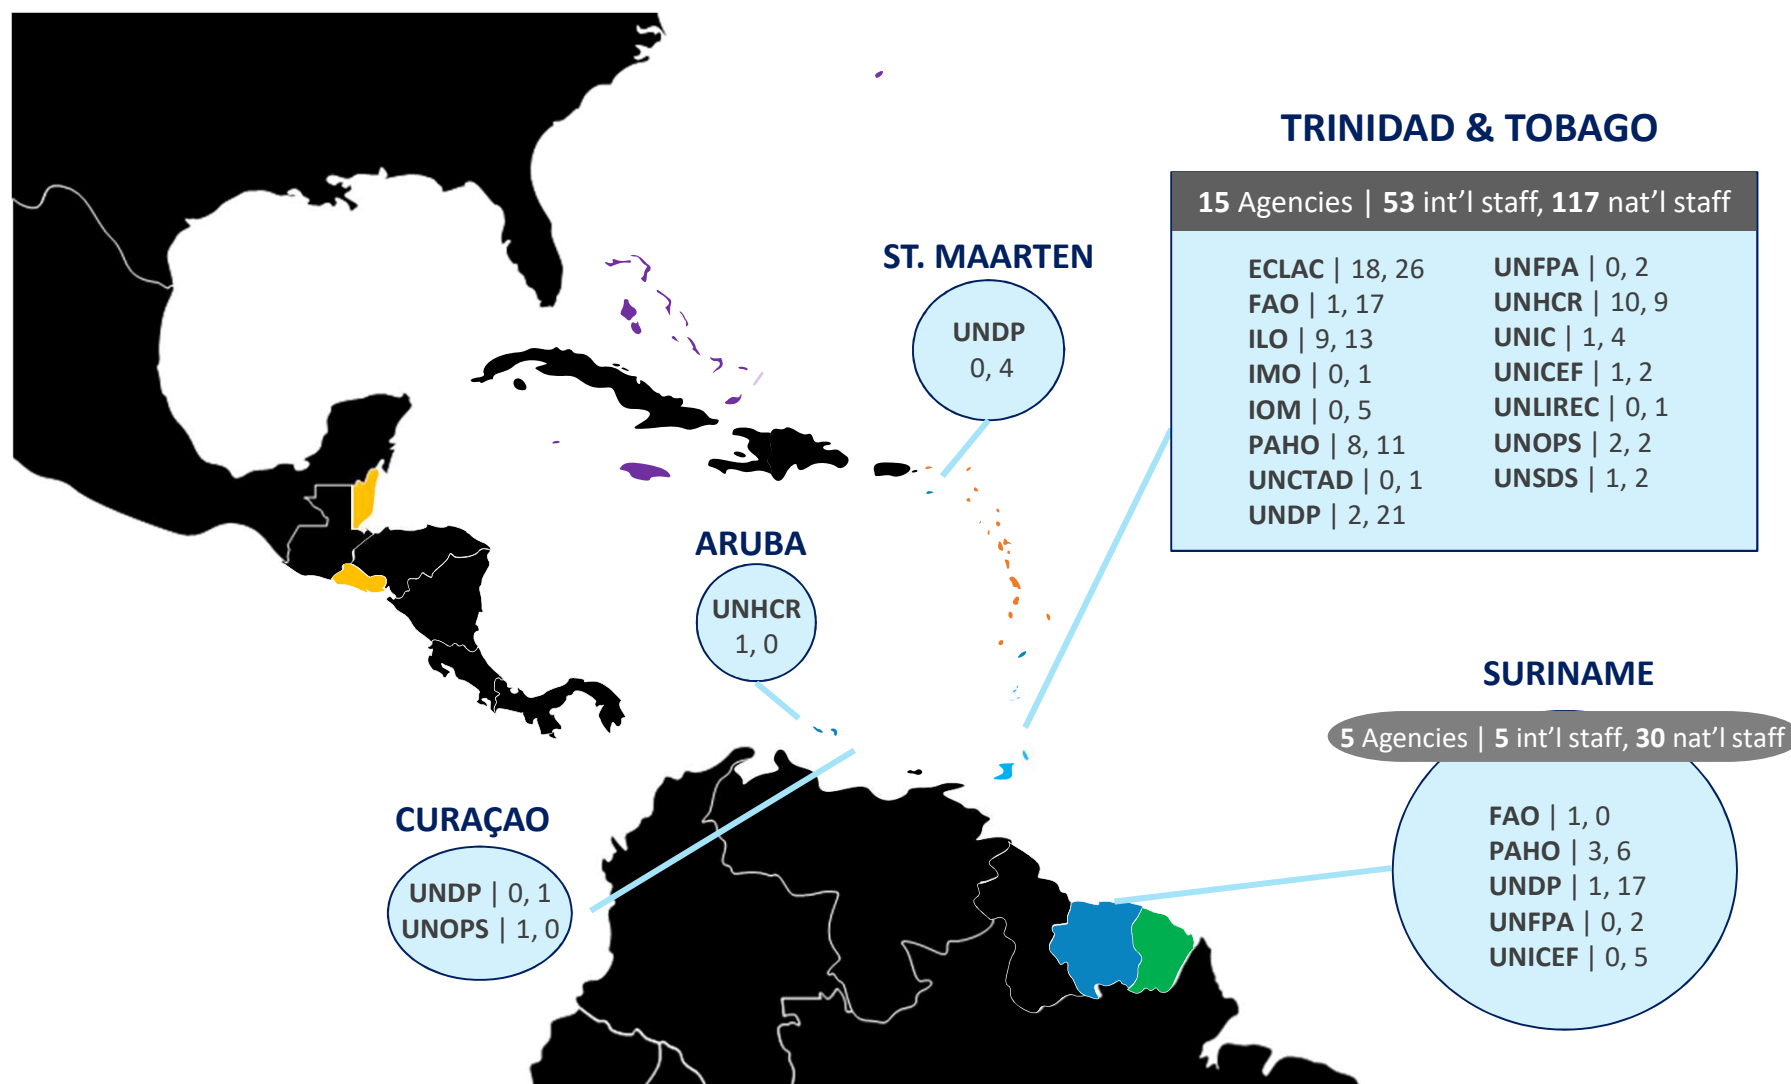 TRINIDAD & TOBAGO
15 Agencies | 53 int'l staff, 117 nat'l staff
ECLAC | 18, 26
FAO | 1, 17
ILO | 9, 13
IMO | 0, 1
IOM | 0, 5
PAHO | 8, 11
UNCTAD | 0, 1
UNDP | 2, 21
UNFPA | 0, 2
UNHCR | 10, 9
UNIC | 1, 4
UNICEF | 1, 2
UNLIREC | 0, 1
UNOPS | 2, 2
UNSDS | 1, 2
ST. MAARTEN
UNDP
0, 4
ARUBA
UNHCR
1, 0
CURAÇAO
UNDP | 0, 1
UNOPS | 1, 0
SURINAME
5 Agencies | 5 int'l staff, 30 nat'l staff
FAO | 1, 0
PAHO | 3, 6
UNDP | 1, 17
UNFPA | 0, 2
UNICEF | 0, 5